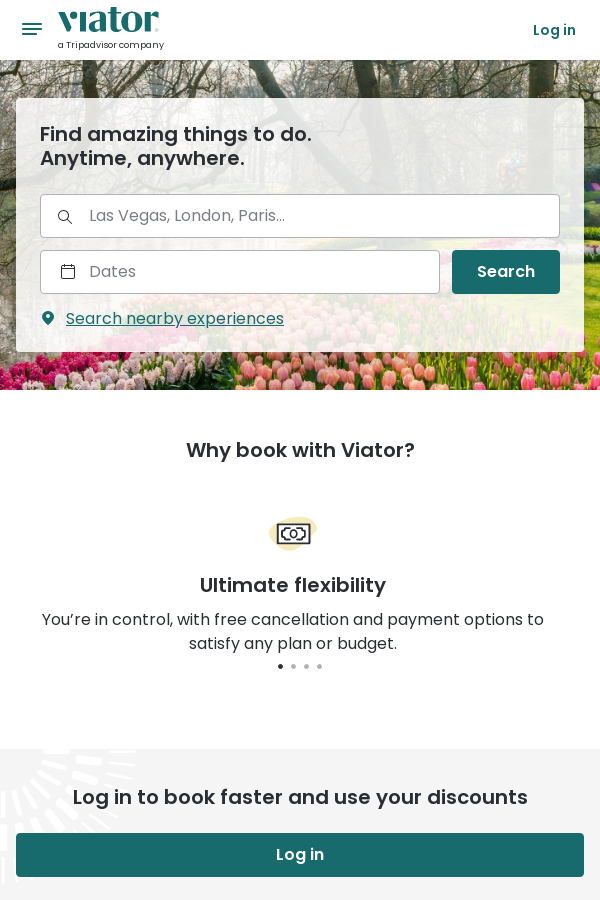 viator
a Tripadvisor company
Log in
Find amazing things to do.
Anytime, anywhere.
Las Vegas, London, Paris...
Dates
Search
Search nearby experiences
Why book with Viator?
Ultimate flexibility
You’re in control, with free cancellation and payment options to
satisfy any plan or budget.
Log in to book faster and use your discounts
Log in